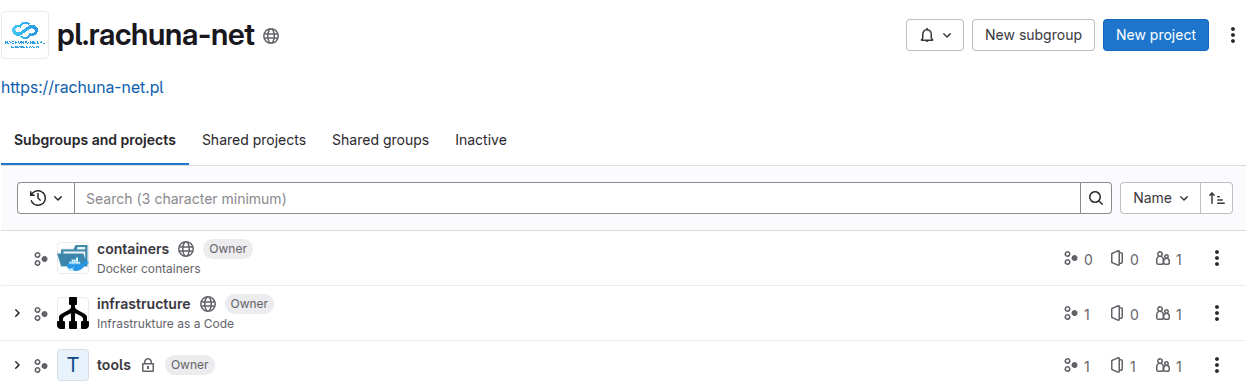 pl.rachuna-net
New subgroup
New project
https://rachuna-net.pl
Subgroups and projects
Shared projects
Shared groups
Inactive
Search (3 character minimum)
Name
containers Owner
Docker containers
0 0 1
infrastructure Owner
Infrastrukture as a Code
1 0 1
T tools Owner
1 1 1